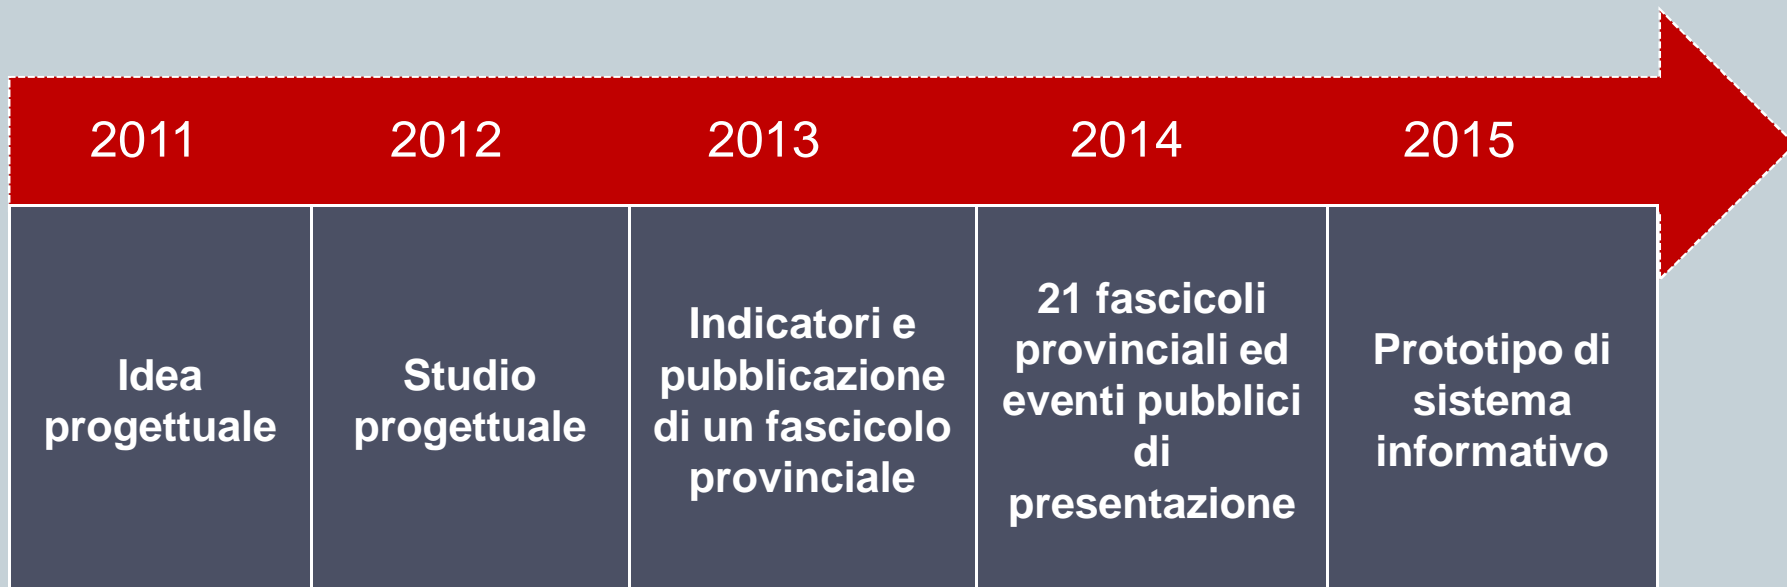 2011
2012
2013
2014
2015
Idea
progettuale
Studio
progettuale
Indicatori e
pubblicazione
di un fascicolo
provinciale
21 fascicoli
provinciali ed
eventi pubblici
di
presentazione
Prototipo di
sistema
informativo